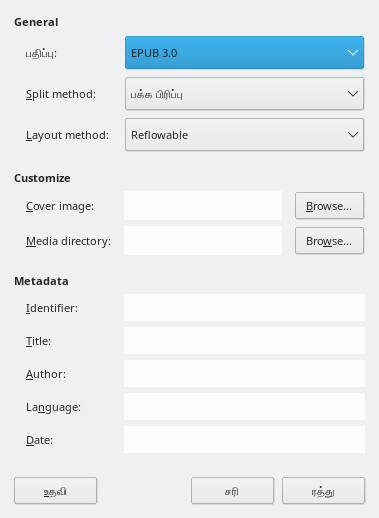 General
பதிப்பு:
EPUB 3.0
Split method:
பக்க பிரிப்பு
Layout method:
Reflowable
Customize
Cover image:
Browse...
Media directory:
Browse...
Metadata
Identifier:
Title:
Author:
Language:
Date:
உதவி
சரி
ரத்து